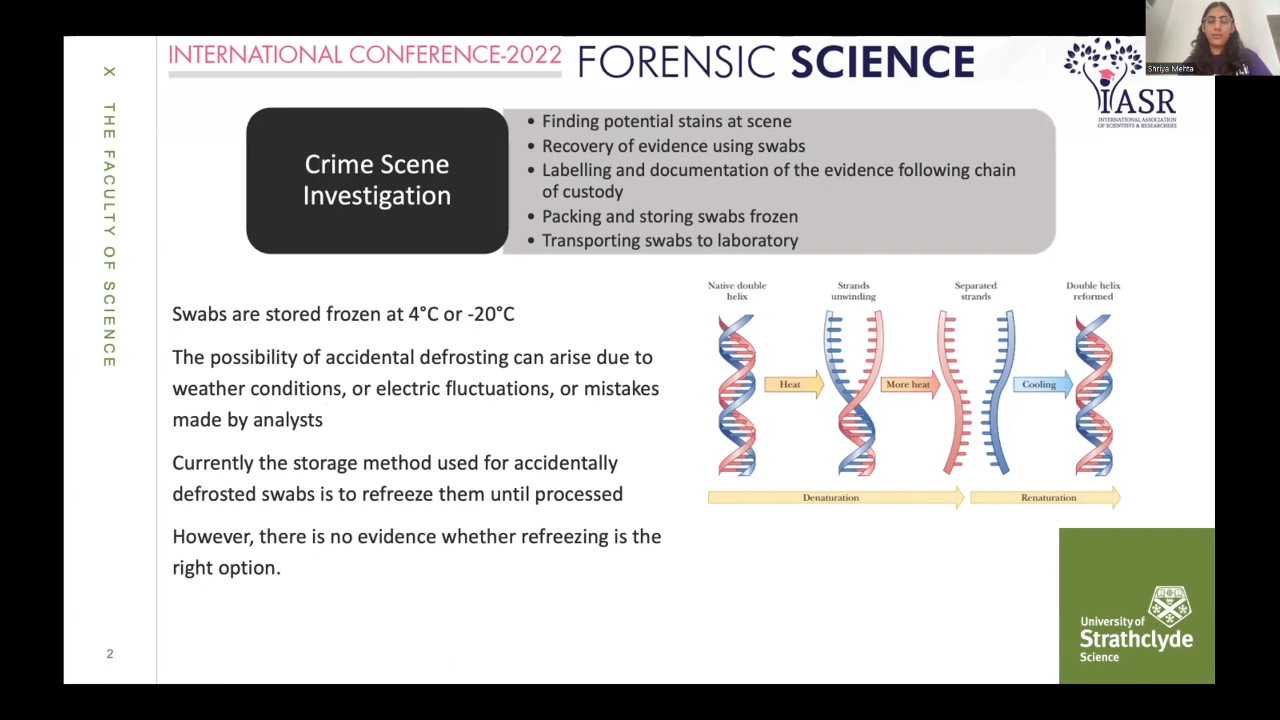 INTERNATIONAL CONFERENCE-2022
FORENSIC SCIENCE
Shriya Mehta
IASR
INTERNATIONAL ASSOCIATION
OF SCIENTISTS & RESEARCHERS
X THE FACULTY OF SCIENCE
Crime Scene
Investigation
• Finding potential stains at scene
• Recovery of evidence using swabs
• Labelling and documentation of the evidence following chain
of custody
• Packing and storing swabs frozen
• Transporting swabs to laboratory
Swabs are stored frozen at 4°C or -20°C
The possibility of accidental defrosting can arise due to
weather conditions, or electric fluctuations, or mistakes
made by analysts
Currently the storage method used for accidentally
defrosted swabs is to refreeze them until processed
However, there is no evidence whether refreezing is the
right option.
Native double
helix
Strands
unwinding
Separated
strands
Double helix
reformed
Heat
More heat
Cooling
Denaturation
Renaturation
University of
Strathclyde
Science
2